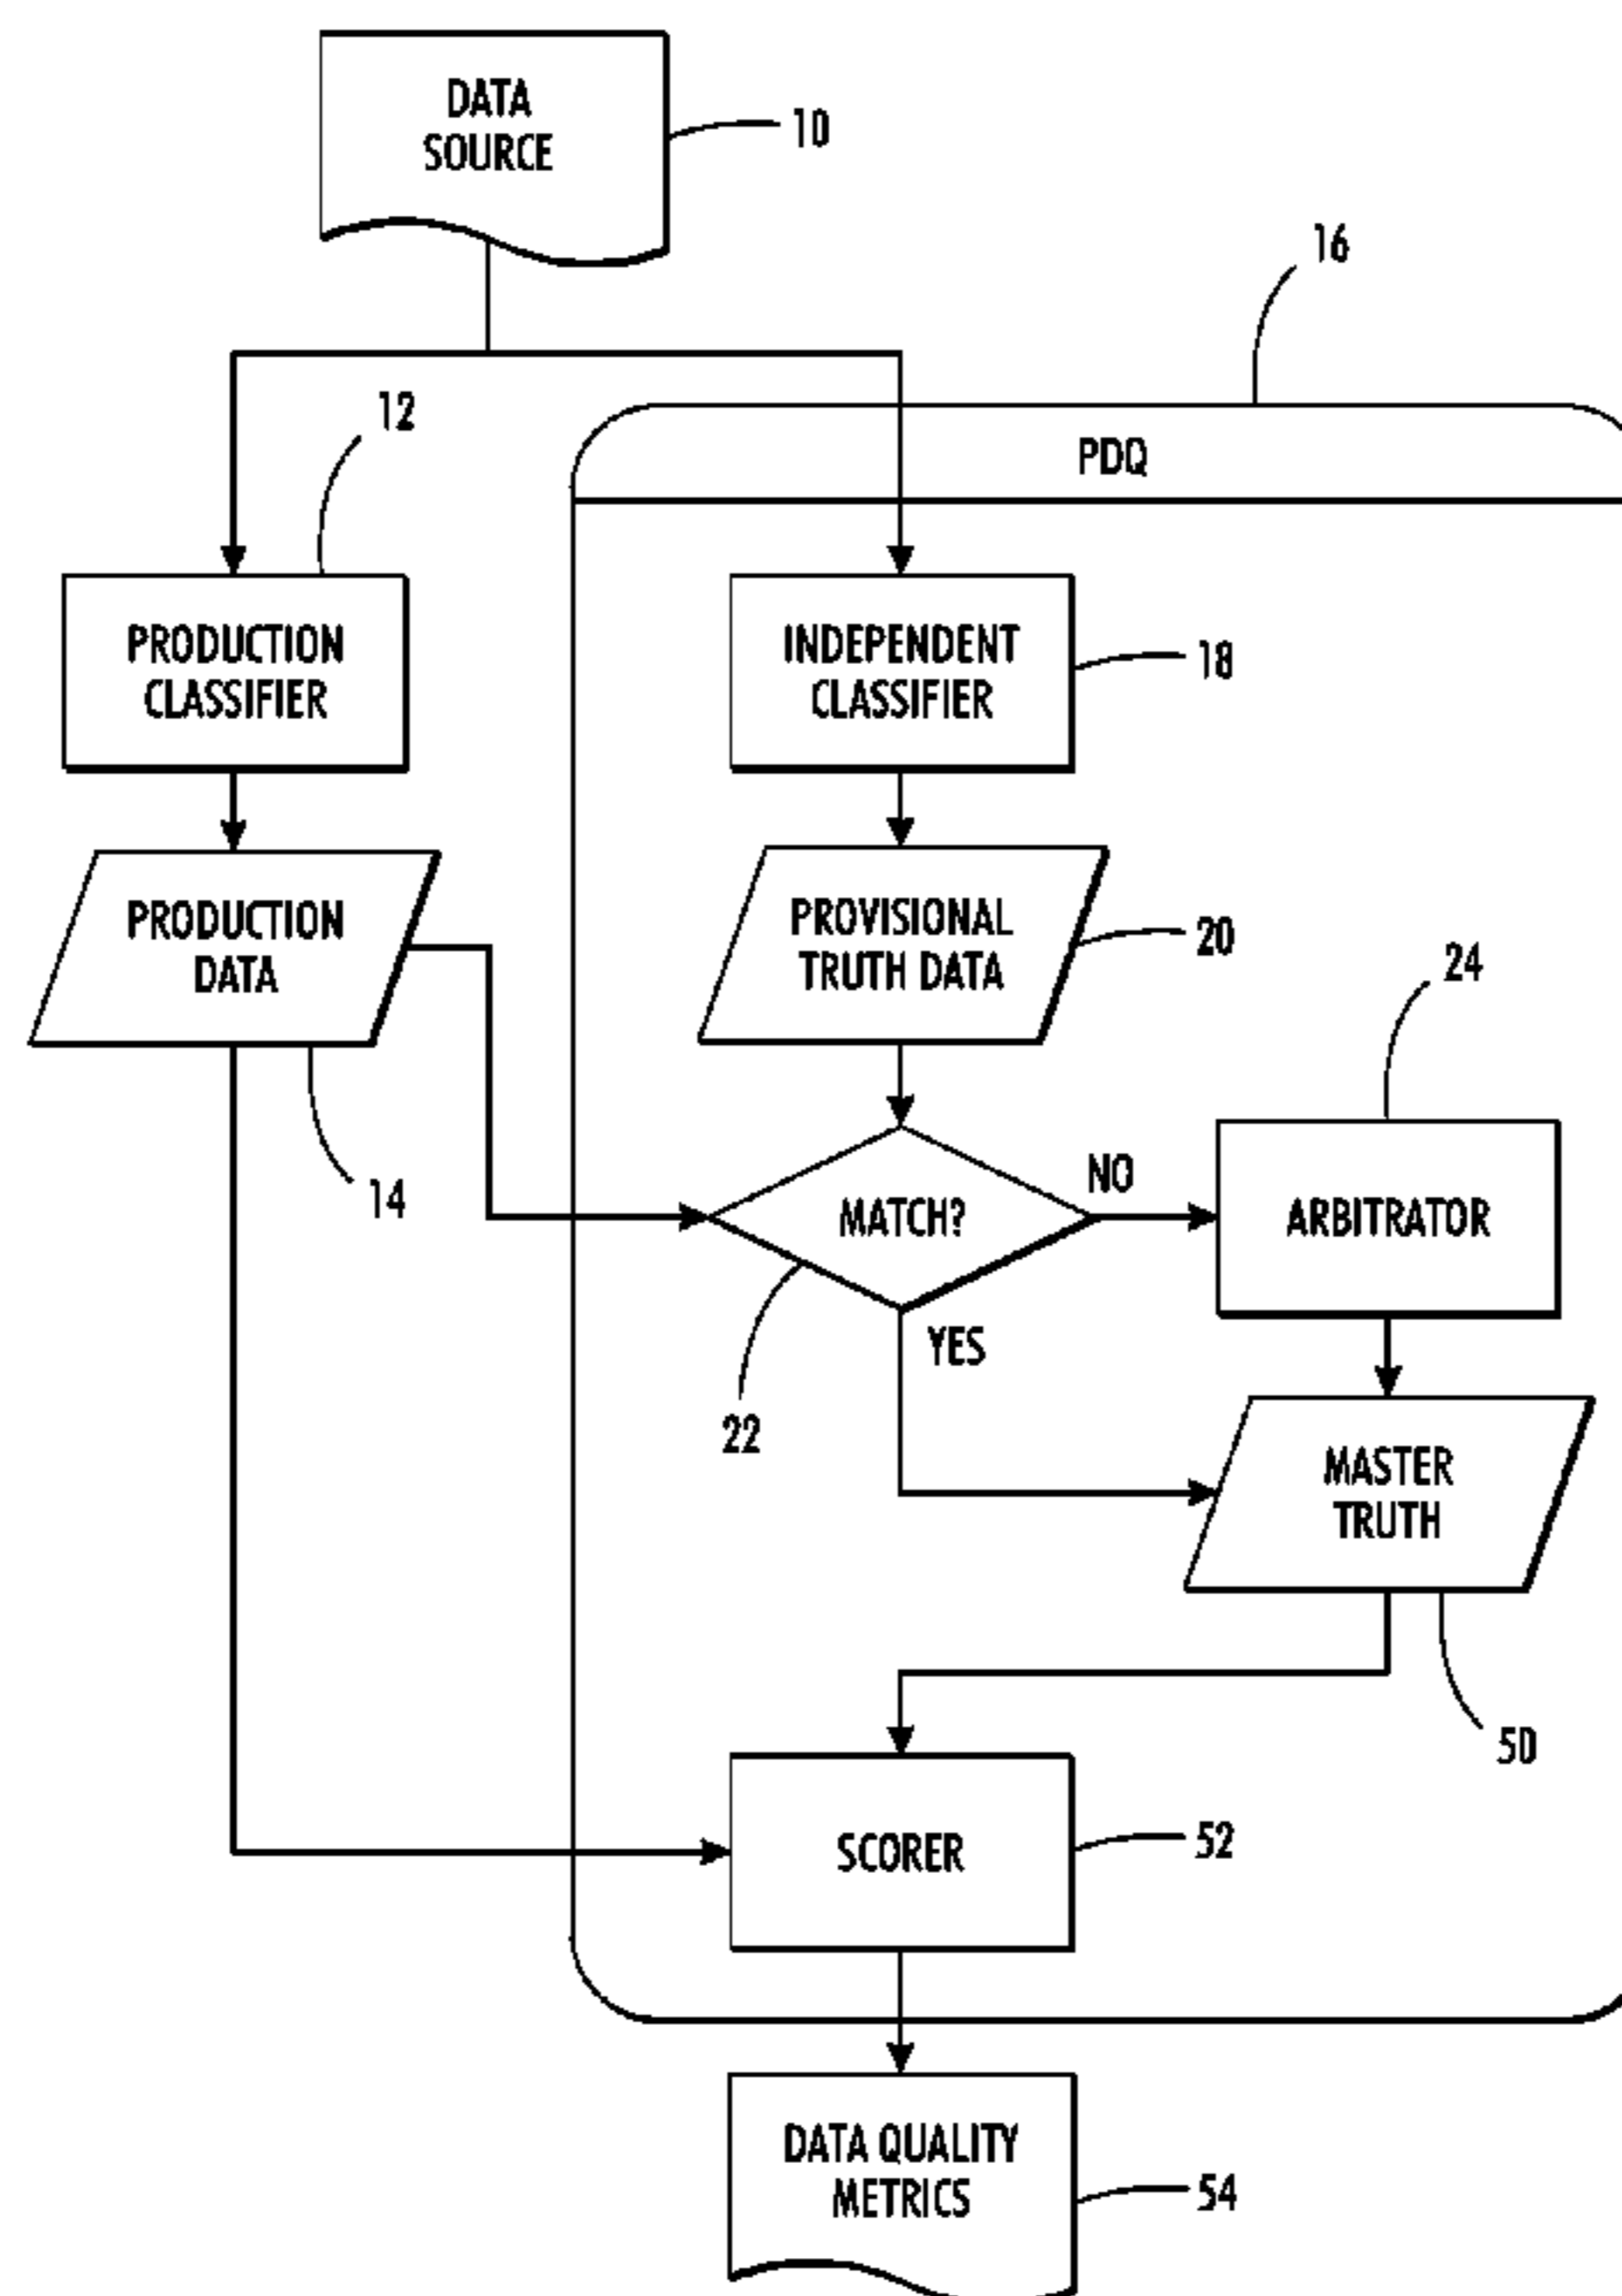 DATA
SOURCE
10
16
12
PDQ
PRODUCTION
CLASSIFIER
INDEPENDENT
CLASSIFIER
18
PRODUCTION
DATA
PROVISIONAL
TRUTH DATA
20
24
14
MATCH?
NO
ARBITRATOR
YES
22
MASTER
TRUTH
50
SCORER
52
DATA QUALITY
METRICS
54